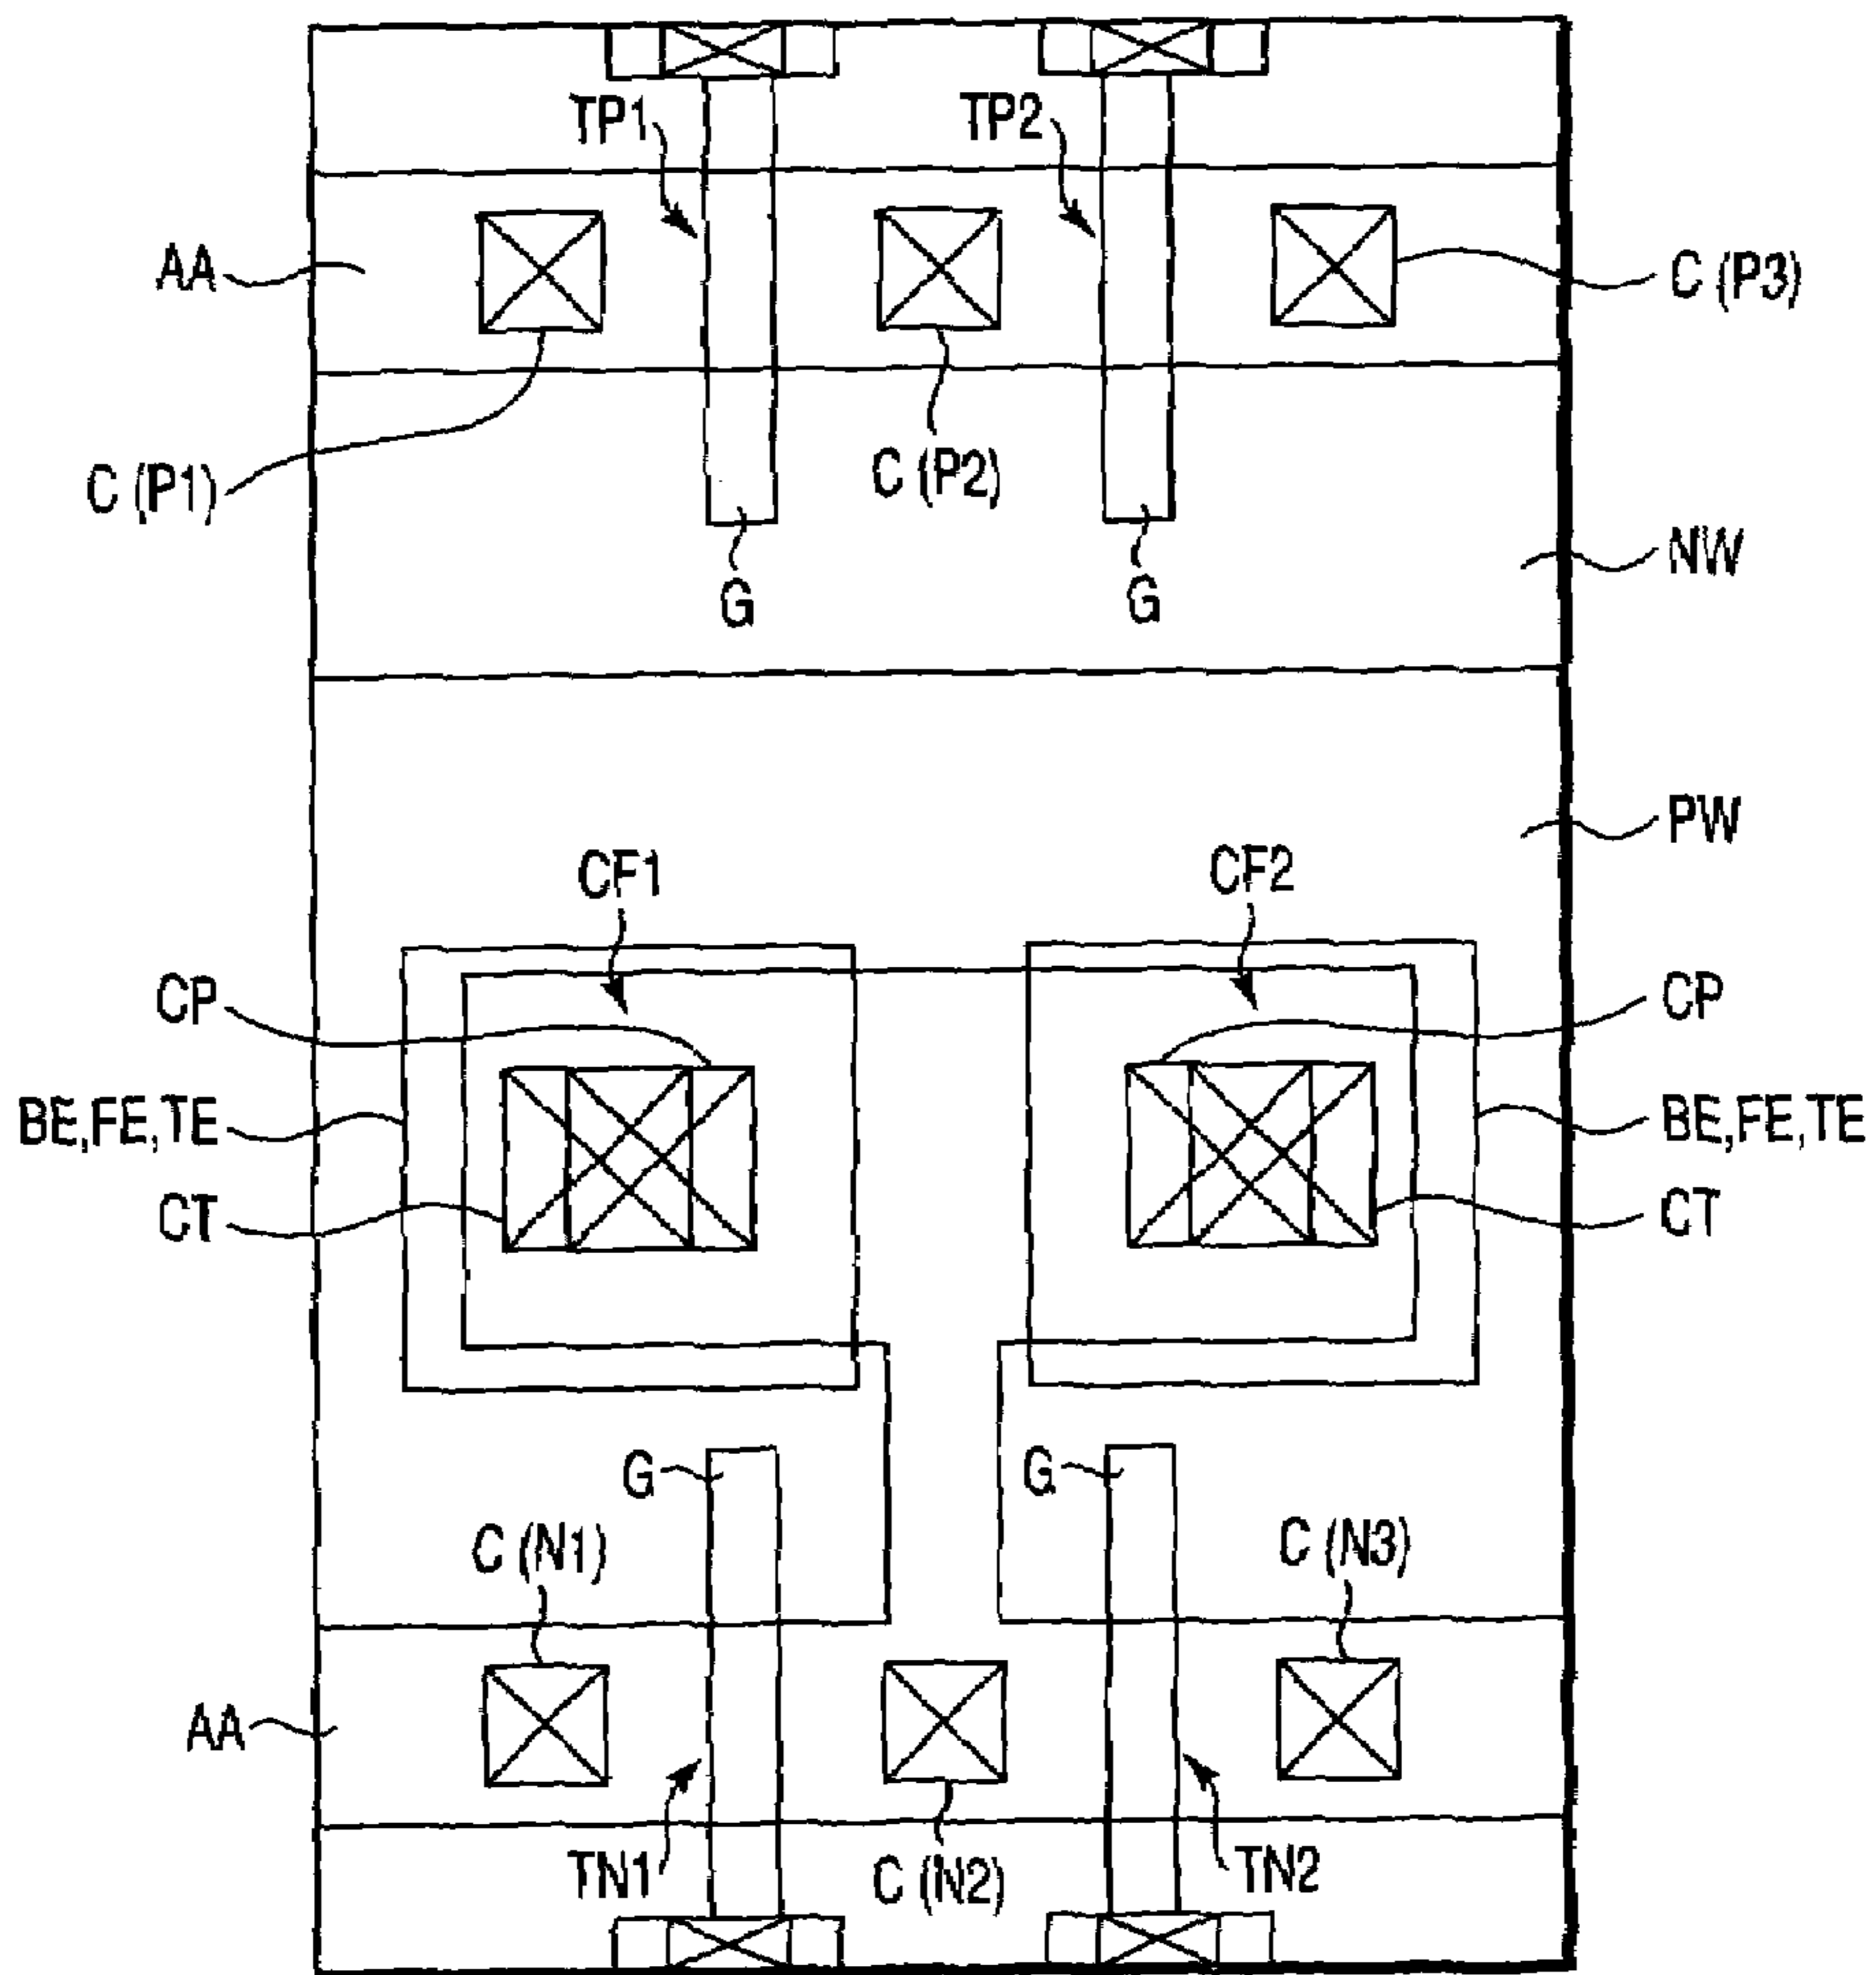 TP1
TP2
AA
C (P3)
C (P1)
C (P2)
NW
G
G
PW
CF1
CF2
CP
CP
BE,FE,TE
BE,FE,TE
CT
CT
G
G
C (N1)
C (N3)
AA
TN1
C (N2)
TN2